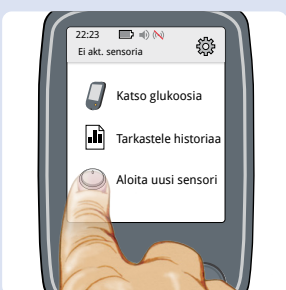 22:23
Ei akt. sensoria
Katso glukoosia
Tarkastele historiaa
Aloita uusi sensori